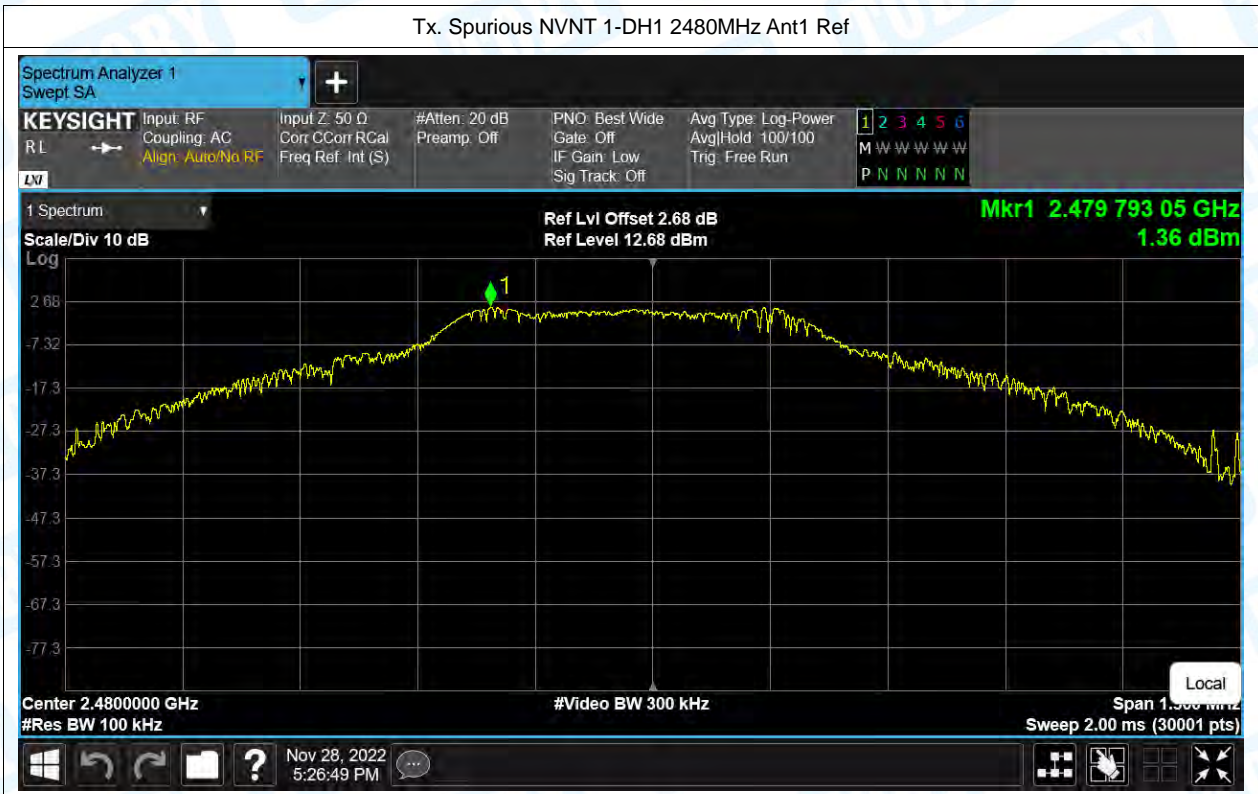 Tx. Spurious NVNT 1-DH1 2480MHz Ant1 Ref
Spectrum Analyzer 1
Swept SA
KEYSIGHT
R L
LXI
Input: RF
Coupling: AC
Align: Auto/No RF
Input Z: 50 Ω
Corr CCorr RCal
Freq Ref: Int (S)
#Atten: 20 dB
Preamp: Off
PNO: Best Wide
Gate: Off
IF Gain: Low
Sig Track: Off
Avg Type: Log-Power
Avg|Hold: 100/100
Trig: Free Run
1 2 3 4 5 6
M W W W W W W
P N N N N N N
1 Spectrum
Scale/Div 10 dB
Log
Ref Lvl Offset 2.68 dB
Ref Level 12.68 dBm
Mkr1 2.479 793 05 GHz
1.36 dBm
1
2.68
-7.32
-17.3
-27.3
-37.3
-47.3
-57.3
-67.3
-77.3
Local
Center 2.4800000 GHz
#Res BW 100 kHz
#Video BW 300 kHz
Span
Sweep 2.00 ms (30001 pts)
Nov 28, 2022
5:26:49 PM